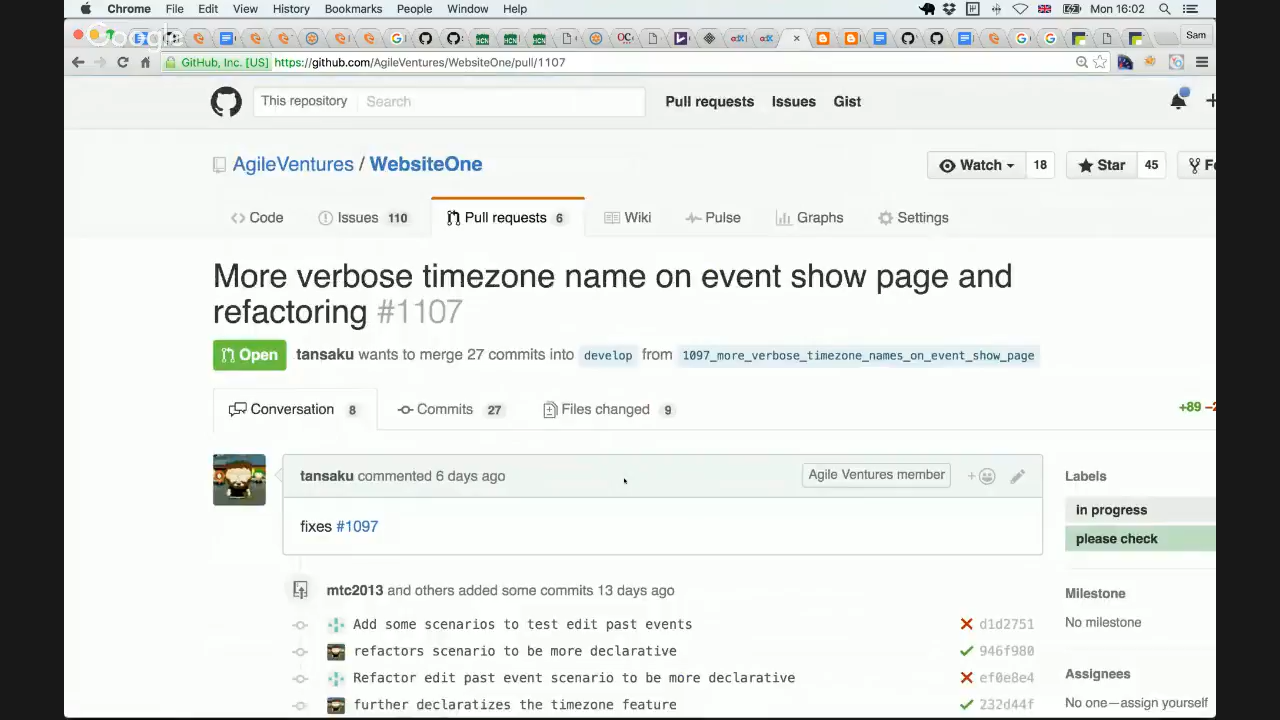 Chrome File Edit View History Bookmarks People Window Help Mon 16:02
Google Sam
GitHub, Inc. [US] https://github.com/AgileVentures/WebsiteOne/pull/1107
This repository Search Pull requests Issues Gist
AgileVentures / WebsiteOne Watch 18 Star 45
Code Issues 110 Pull requests 6 Wiki Pulse Graphs Settings
More verbose timezone name on event show page and
refactoring #1107
Open tansaku wants to merge 27 commits into develop from 1097_more_verbose_timezone_names_on_event_show_page
Conversation 8 Commits 27 Files changed 9 +89
tansaku commented 6 days ago Agile Ventures member Labels
in progress
fixes #1097
please check
mtc2013 and others added some commits 13 days ago Milestone
Add some scenarios to test edit past events d1d2751 No milestone
refactors scenario to be more declarative 946f980
Refactor edit past event scenario to be more declarative ef0e8e4 Assignees
further declaratizes the timezone feature 232d44f No one—assign yourself